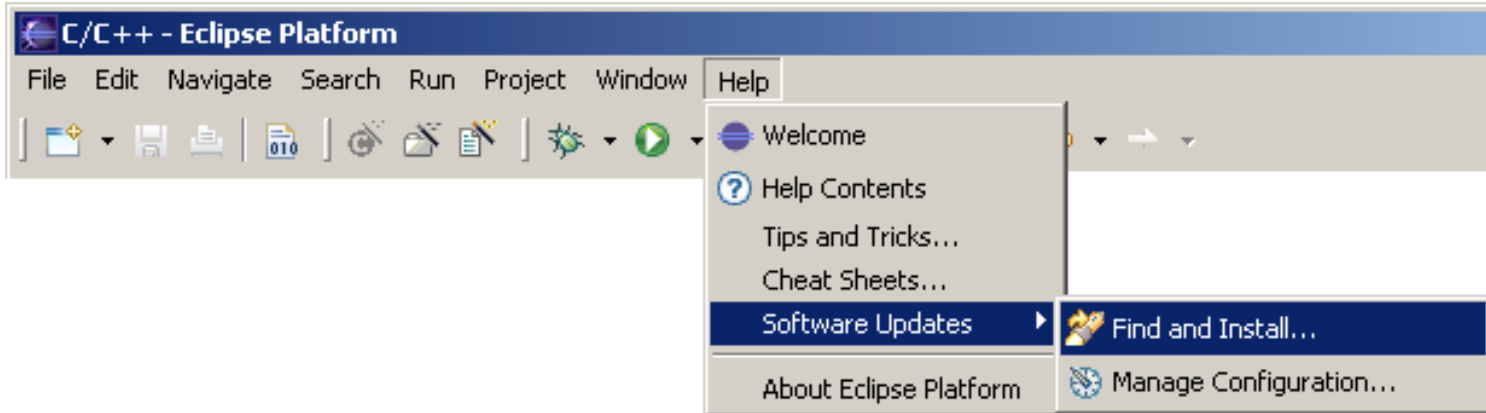 C/C++ - Eclipse Platform
File Edit Navigate Search Run Project Window Help
010
Welcome
Help Contents
Tips and Tricks...
Cheat Sheets...
Software Updates
Find and Install...
Manage Configuration...
About Eclipse Platform